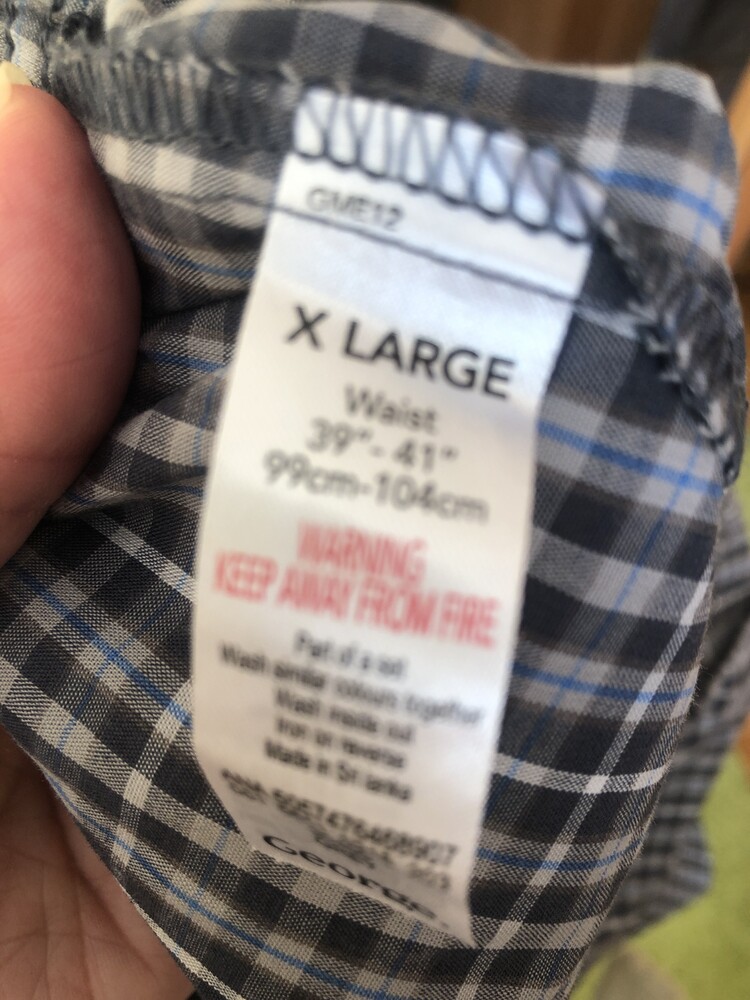 GME12
X LARGE
Waist
39"- 41"
99cm-104cm
WARNING
KEEP AWAY FROM FIRE
Part of a set
Wash similar colours together
Wash inside out
Iron on reverse
Made in Sri lanka
George.